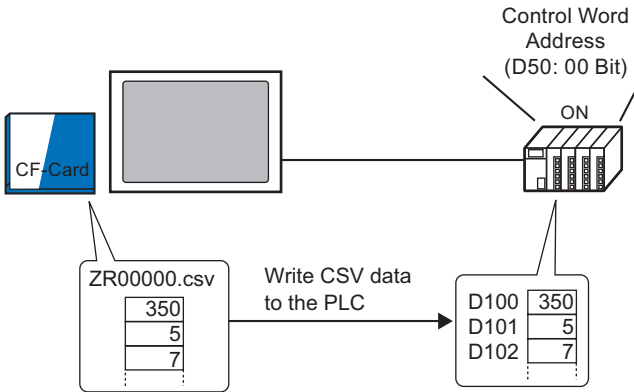 Control Word
Address
(D50: 00 Bit)
ON
CF-Card
ZR00000.csv
350
5
7
Write CSV data
to the PLC
D100 350
D101 5
D102 7